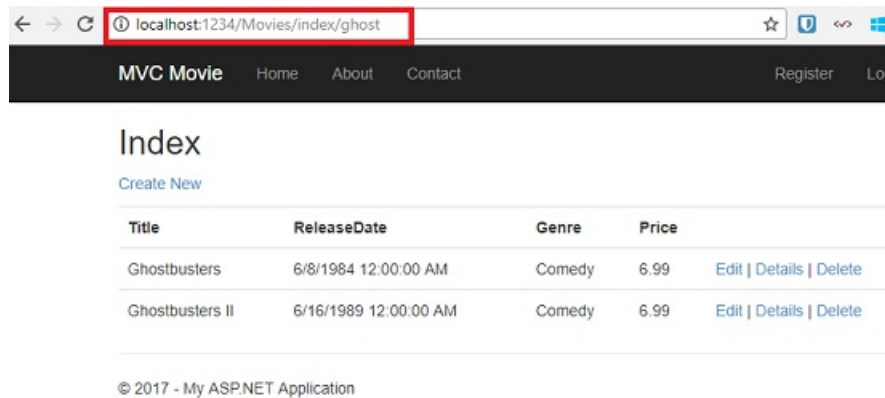 localhost:1234/Movies/index/ghost
MVC Movie Home About Contact Register
Index
Create New
Title ReleaseDate Genre Price
Ghostbusters 6/8/1984 12:00:00 AM Comedy 6.99 Edit | Details | Delete
Ghostbusters II 6/16/1989 12:00:00 AM Comedy 6.99 Edit | Details | Delete
© 2017 - My ASP.NET Application